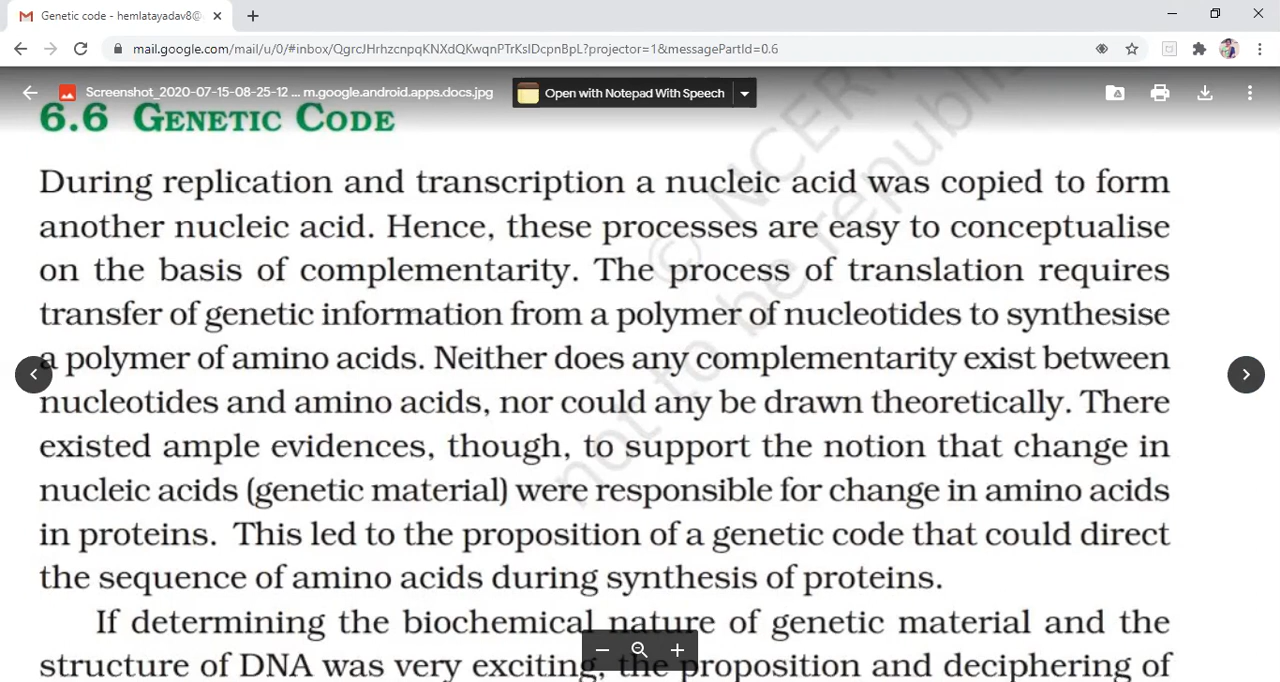 Genetic code - hemlatayadav8@
mail.google.com/mail/u/0/#inbox/QgrcJHrhzcnpqKNXdQKwqnPTrKsDcpnBpL?projector=1&messagePartId=0.6
Screenshot_2020-07-15-08-25-12 ... m.google.android.apps.docs.jpg
Open with Notepad With Speech
6.6 GENETIC CODE
During replication and transcription a nucleic acid was copied to form
another nucleic acid. Hence, these processes are easy to conceptualise
on the basis of complementarity. The process of translation requires
transfer of genetic information from a polymer of nucleotides to synthesise
a polymer of amino acids. Neither does any complementarity exist between
nucleotides and amino acids, nor could any be drawn theoretically. There
existed ample evidences, though, to support the notion that change in
nucleic acids (genetic material) were responsible for change in amino acids
in proteins. This led to the proposition of a genetic code that could direct
the sequence of amino acids during synthesis of proteins.
If determining the biochemical nature of genetic material and the
structure of DNA was very exciting, the proposition and deciphering of
© NCER
not to be republi